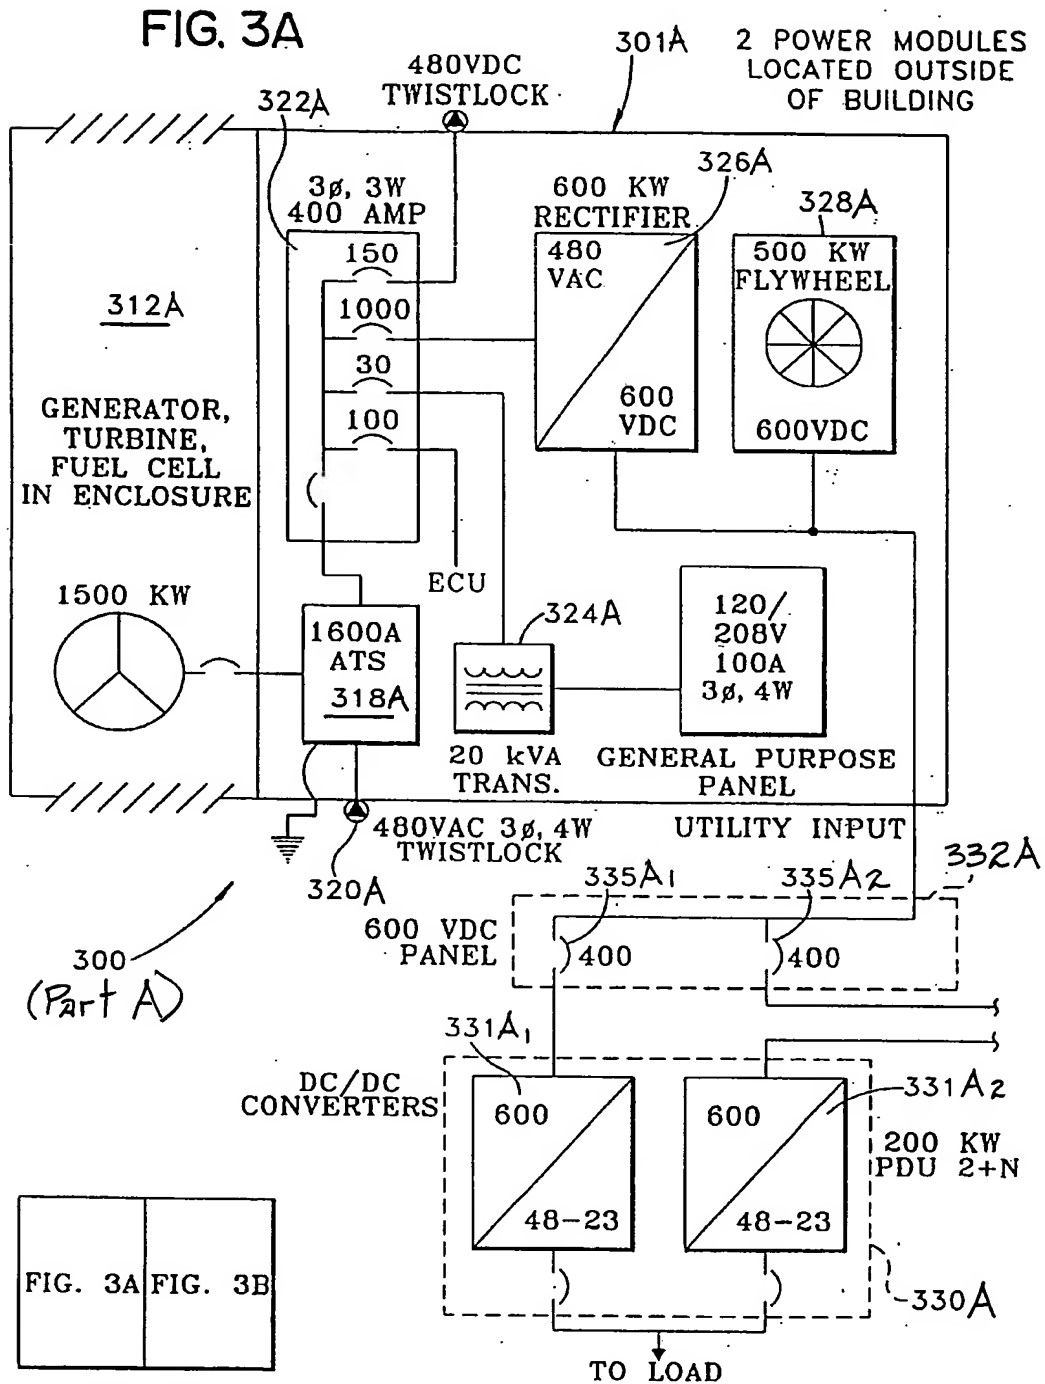 FIG. 3A
301A
2 POWER MODULES
LOCATED OUTSIDE
OF BUILDING
480VDC
TWISTLOCK
322A
3ø, 3W
400 AMP
150
1000
30
100
600 KW
RECTIFIER
326A
480
VAC
600
VDC
328A
500 KW
FLYWHEEL
600VDC
312A
GENERATOR,
TURBINE,
FUEL CELL
IN ENCLOSURE
1500 KW
ECU
1600A
ATS
318A
324A
20 kVA
TRANS.
120/
208V
100A
3ø, 4W
GENERAL PURPOSE
PANEL
480VAC 3ø, 4W
TWISTLOCK
320A
UTILITY INPUT
332A
335A1
335A2
600 VDC
PANEL
400
400
300
(Part A)
331A1
DC/DC
CONVERTERS
600
48-23
600
48-23
331A2
200 KW
PDU 2+N
330A
TO LOAD
FIG. 3A
FIG. 3B